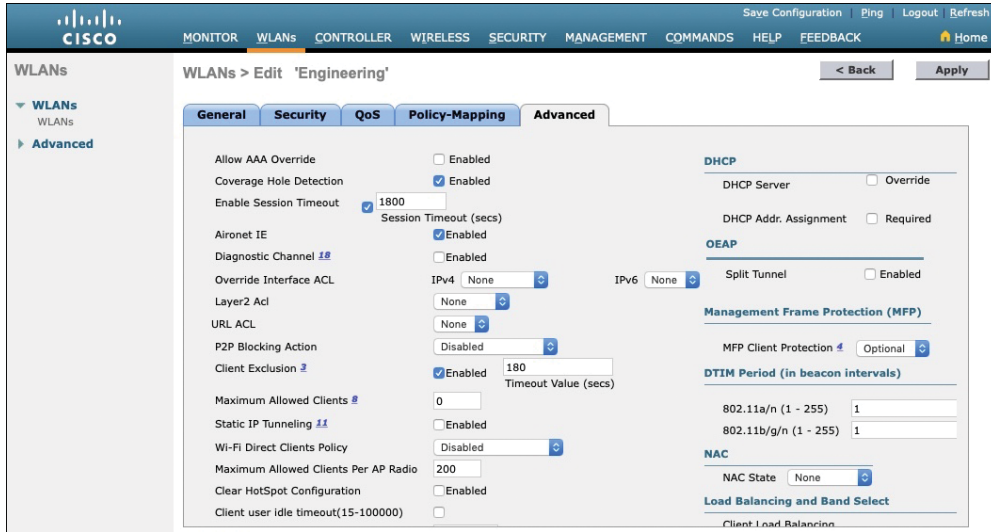 Save Configuration | Ping | Logout | Refresh
CISCO MONITOR WLANs CONTROLLER WIRELESS SECURITY MANAGEMENT COMMANDS HELP FEEDBACK Home
WLANs
WLANs
WLANs
Advanced
WLANs > Edit 'Engineering'
< Back
Apply
General Security QoS Policy-Mapping Advanced
Allow AAA Override Enabled
Coverage Hole Detection Enabled
Enable Session Timeout 1800
Session Timeout (secs)
Aironet IE Enabled
Diagnostic Channel 18 Enabled
Override Interface ACL IPv4 None IPv6 None
Layer2 Acl None
URL ACL None
P2P Blocking Action Disabled
Client Exclusion 3 Enabled 180
Timeout Value (secs)
Maximum Allowed Clients 8 0
Static IP Tunneling 11 Enabled
Wi-Fi Direct Clients Policy Disabled
Maximum Allowed Clients Per AP Radio 200
Clear HotSpot Configuration Enabled
Client user idle timeout(15-100000)
DHCP
DHCP Server Override
DHCP Addr. Assignment Required
OEAP
Split Tunnel Enabled
Management Frame Protection (MFP)
MFP Client Protection 4 Optional
DTIM Period (in beacon intervals)
802.11a/n (1 - 255) 1
802.11b/g/n (1 - 255) 1
NAC
NAC State None
Load Balancing and Band Select
Client Load Balancing